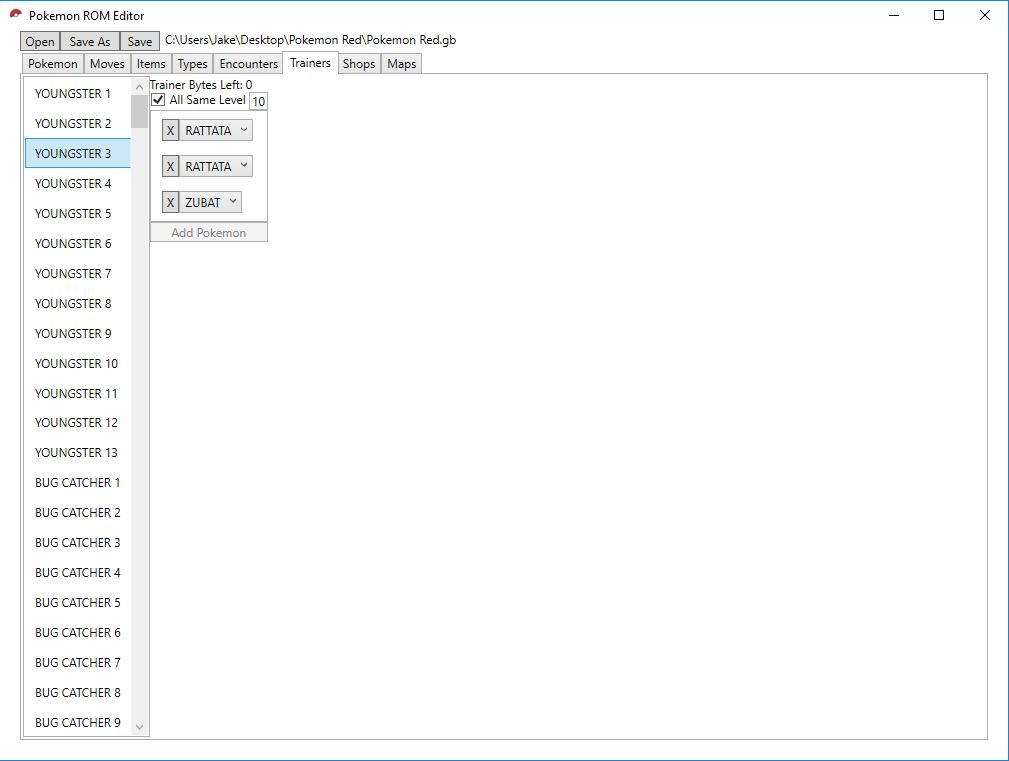 Pokemon ROM Editor
Open Save As Save C:\Users\Jake\Desktop\Pokemon Red\Pokemon Red.gb
Pokemon Moves Items Types Encounters Trainers Shops Maps
YOUNGSTER 1
YOUNGSTER 2
YOUNGSTER 3
YOUNGSTER 4
YOUNGSTER 5
YOUNGSTER 6
YOUNGSTER 7
YOUNGSTER 8
YOUNGSTER 9
YOUNGSTER 10
YOUNGSTER 11
YOUNGSTER 12
YOUNGSTER 13
BUG CATCHER 1
BUG CATCHER 2
BUG CATCHER 3
BUG CATCHER 4
BUG CATCHER 5
BUG CATCHER 6
BUG CATCHER 7
BUG CATCHER 8
BUG CATCHER 9
Trainer Bytes Left: 0
All Same Level 10
X RATTATA
X RATTATA
X ZUBAT
Add Pokemon